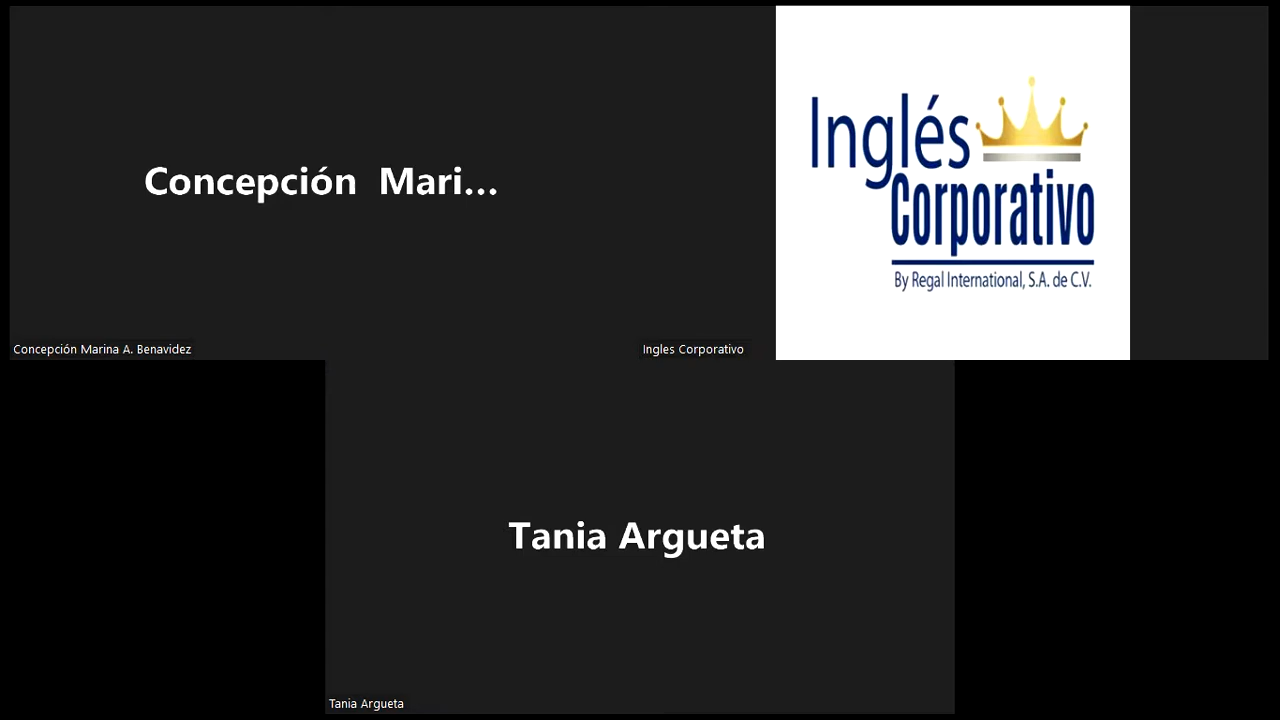 Concepción Mari...
Concepción Marina A. Benavidez
Inglés
Corporativo
By Regal International, S.A. de C.V.
Ingles Corporativo
Tania Argueta
Tania Argueta